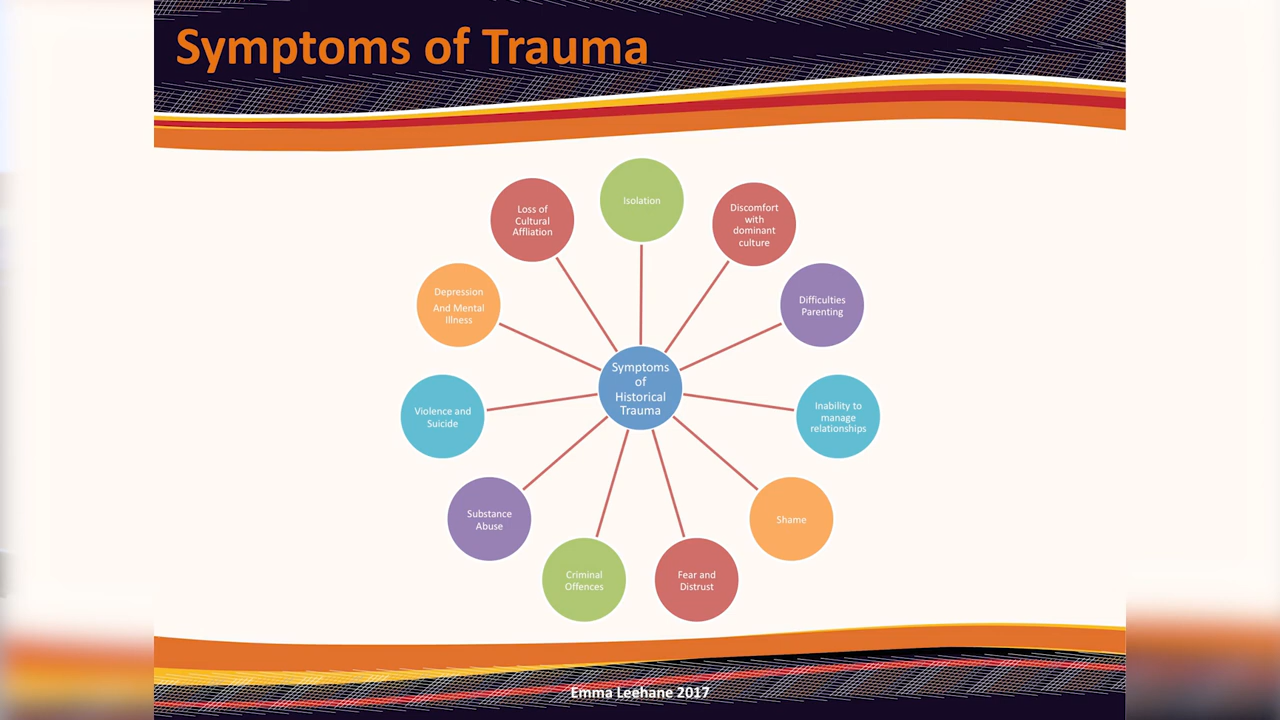 Symptoms of Trauma
Isolation
Discomfort
with
dominant
culture
Difficulties
Parenting
Inability to
manage
relationships
Shame
Fear and
Distrust
Criminal
Offences
Substance
Abuse
Violence and
Suicide
Depression
And Mental
Illness
Loss of
Cultural
Affliation
Symptoms
of
Historical
Trauma
Emma Leehane 2017